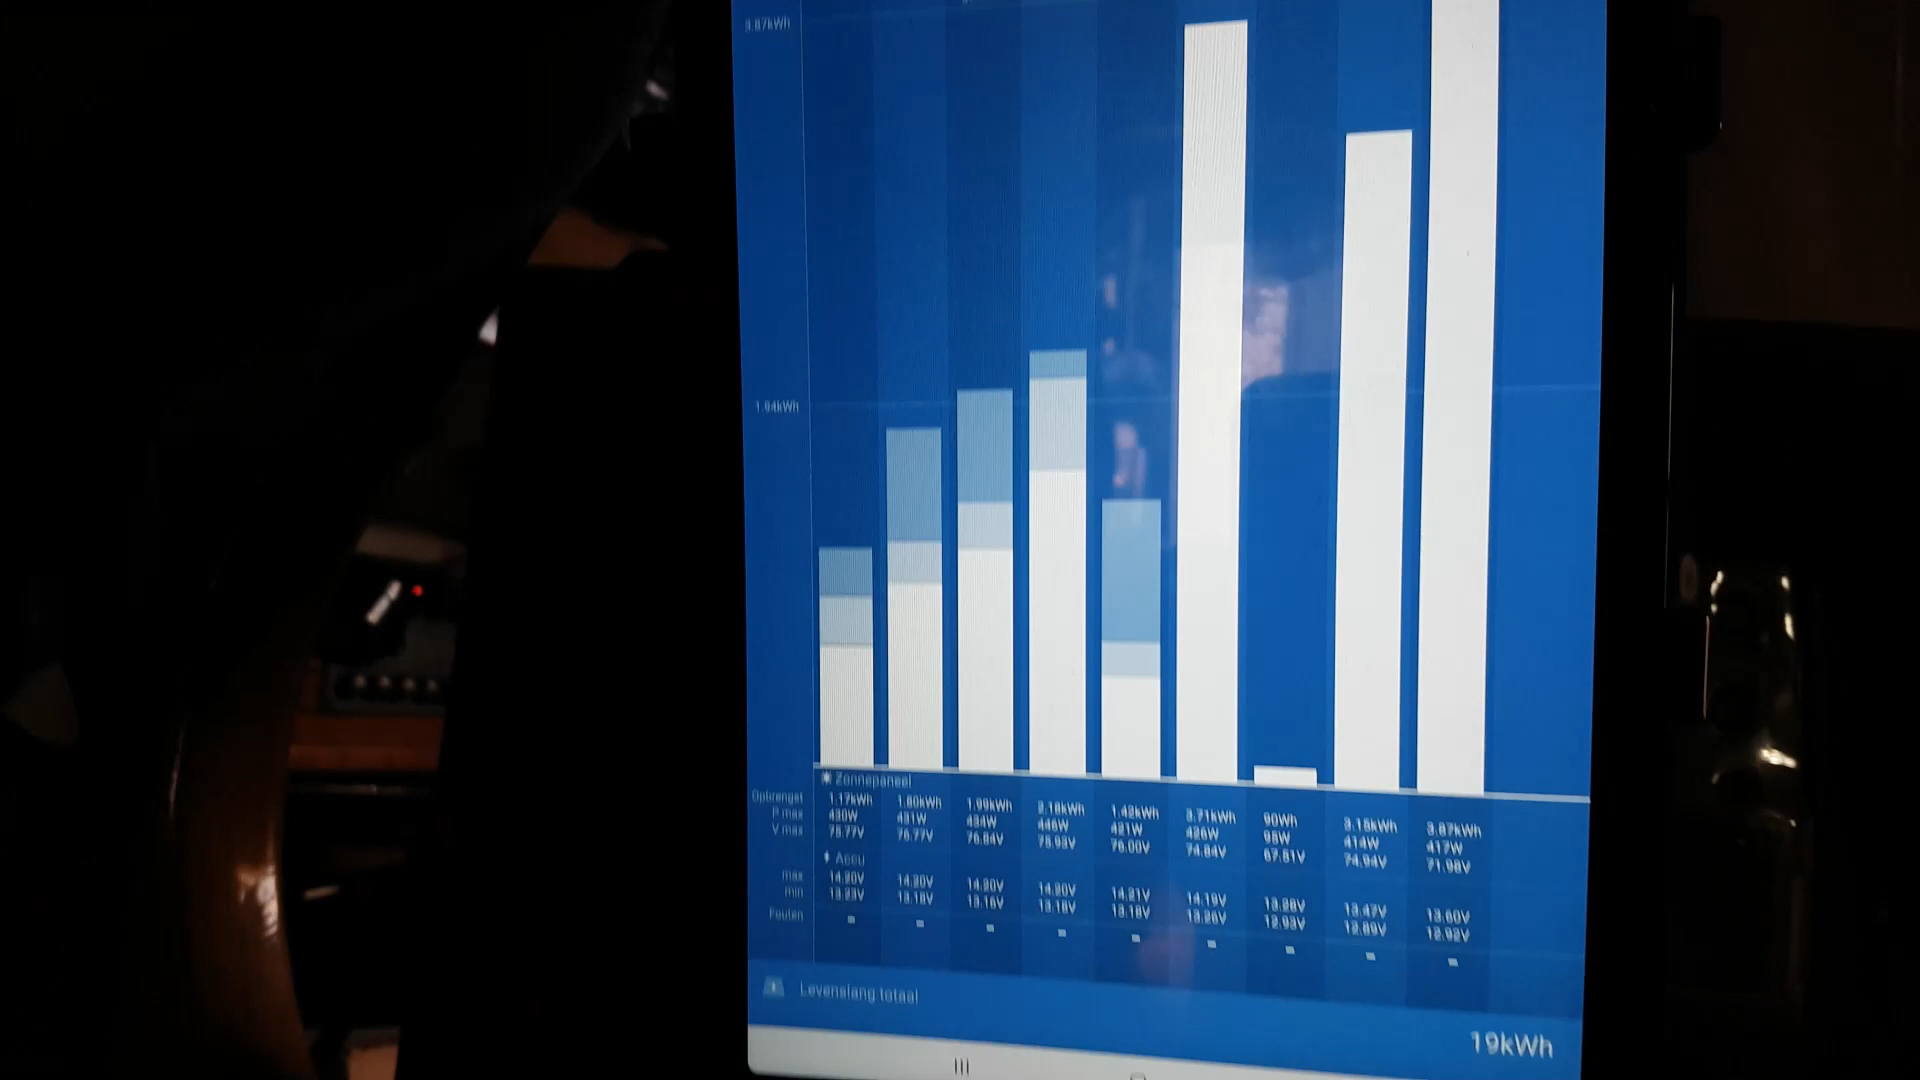 3.87kWh
1.94kWh
Zonnepaneel
Opbrengst 1.17kWh 1.80kWh 1.99kWh 2.18kWh 1.42kWh 3.71kWh 90Wh 3.15kWh 3.87kWh
P max 430W 431W 434W 446W 421W 426W 95W 414W 417W
V max 75.77V 76.77V 76.84V 75.93V 76.00V 74.84V 67.51V 74.94V 71.98V
Accu
max 14.20V 14.20V 14.20V 14.20V 14.21V 14.19V 13.28V 13.47V 13.60V
min 13.23V 13.18V 13.16V 13.18V 13.18V 13.26V 12.93V 12.89V 12.92V
Fouten
Levenslang totaal
19kWh